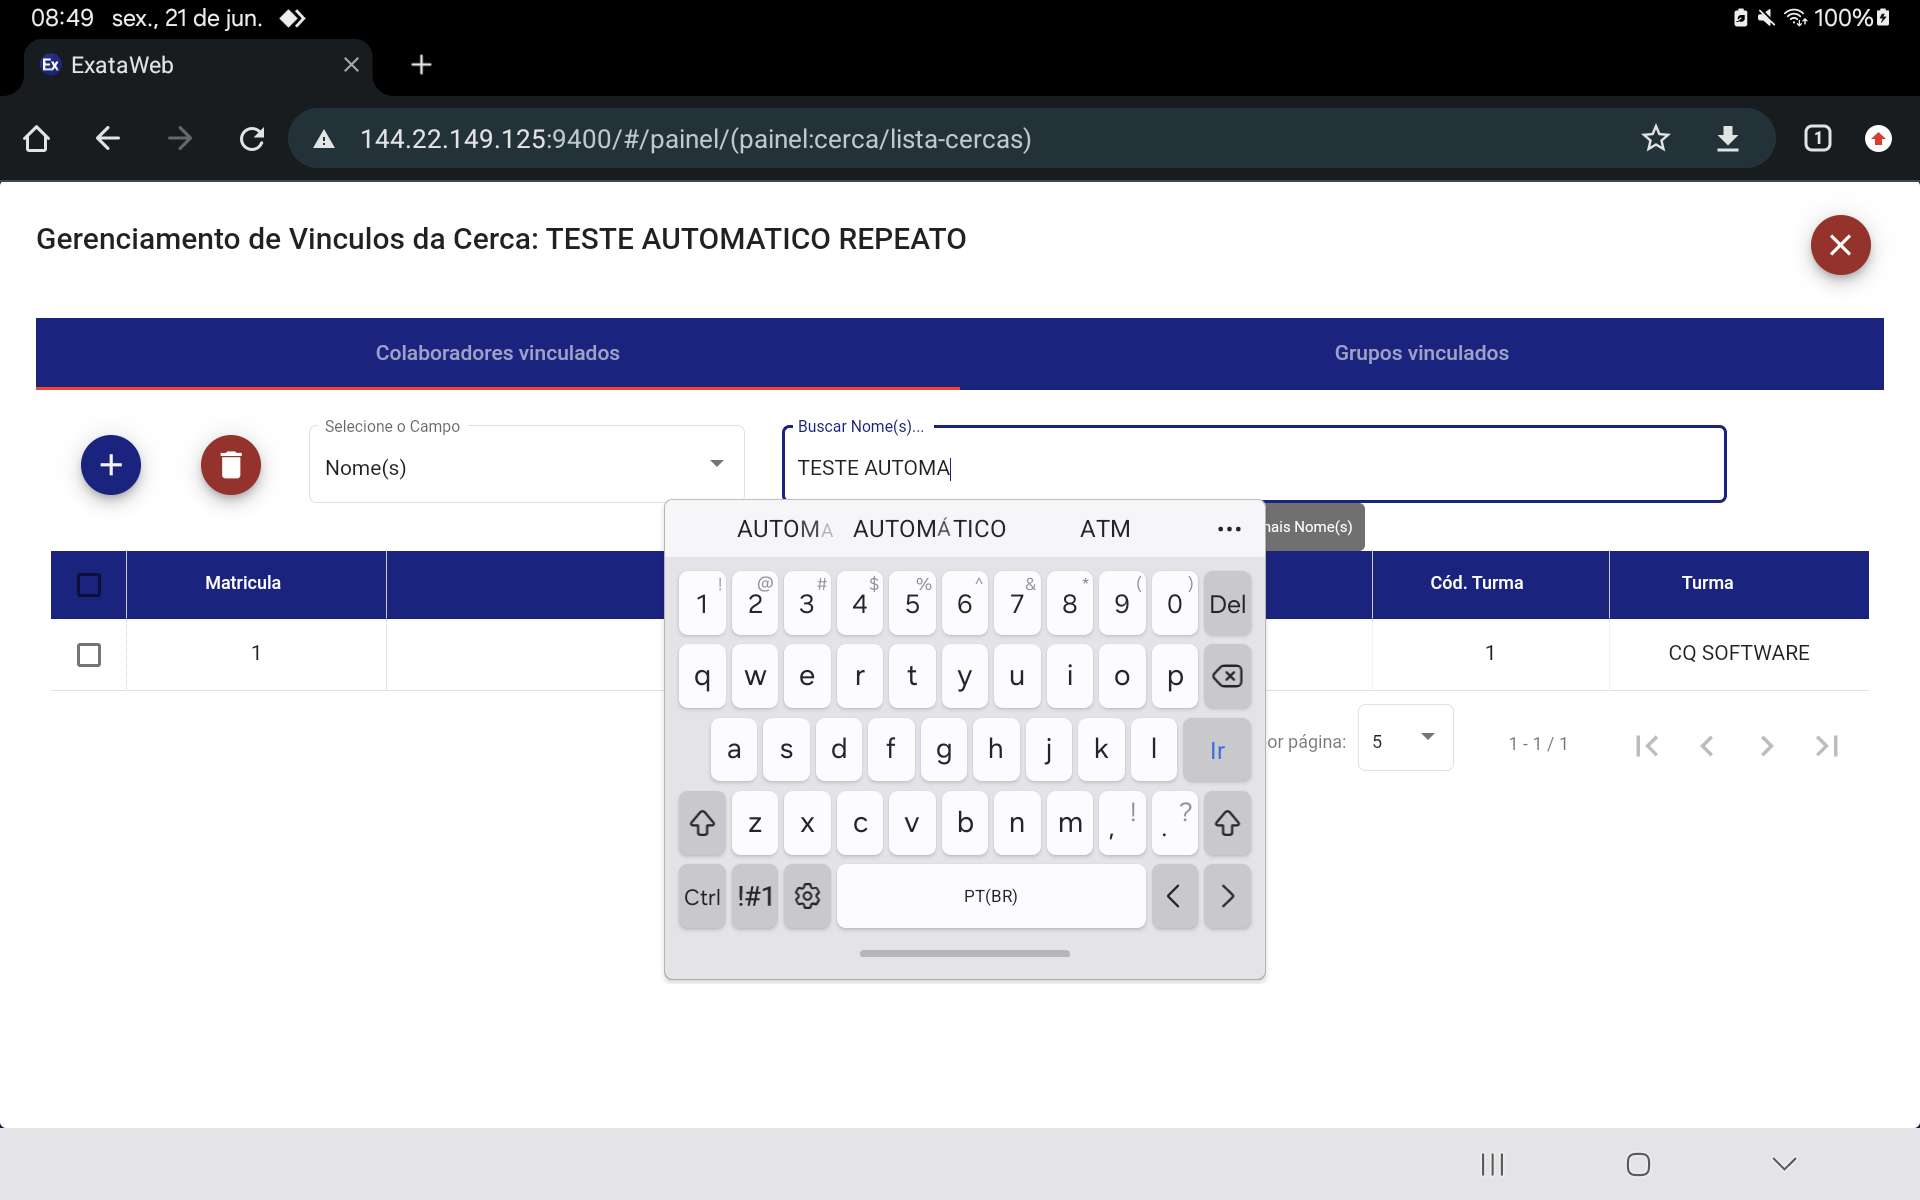 08:49 sex., 21 de jun. 100%
Ex ExataWeb
144.22.149.125:9400/#/painel/(painel:cerca/lista-cercas) 1
Gerenciamento de Vinculos da Cerca: TESTE AUTOMATICO REPEATO
Colaboradores vinculados Grupos vinculados
Selecione o Campo Buscar Nome(s)...
Nome(s) TESTE AUTOMA
AUTOMA AUTOMÁTICO ATM ... mais Nome(s)
Matricula Cód. Turma Turma
1 1 CQ SOFTWARE
or página: 5 1 - 1 / 1
! @ # $ % ^ & * ( )
1 2 3 4 5 6 7 8 9 0 Del
q w e r t y u i o p
a s d f g h j k l Ir
z x c v b n m , ! . ?
Ctrl !#1 PT(BR) < >